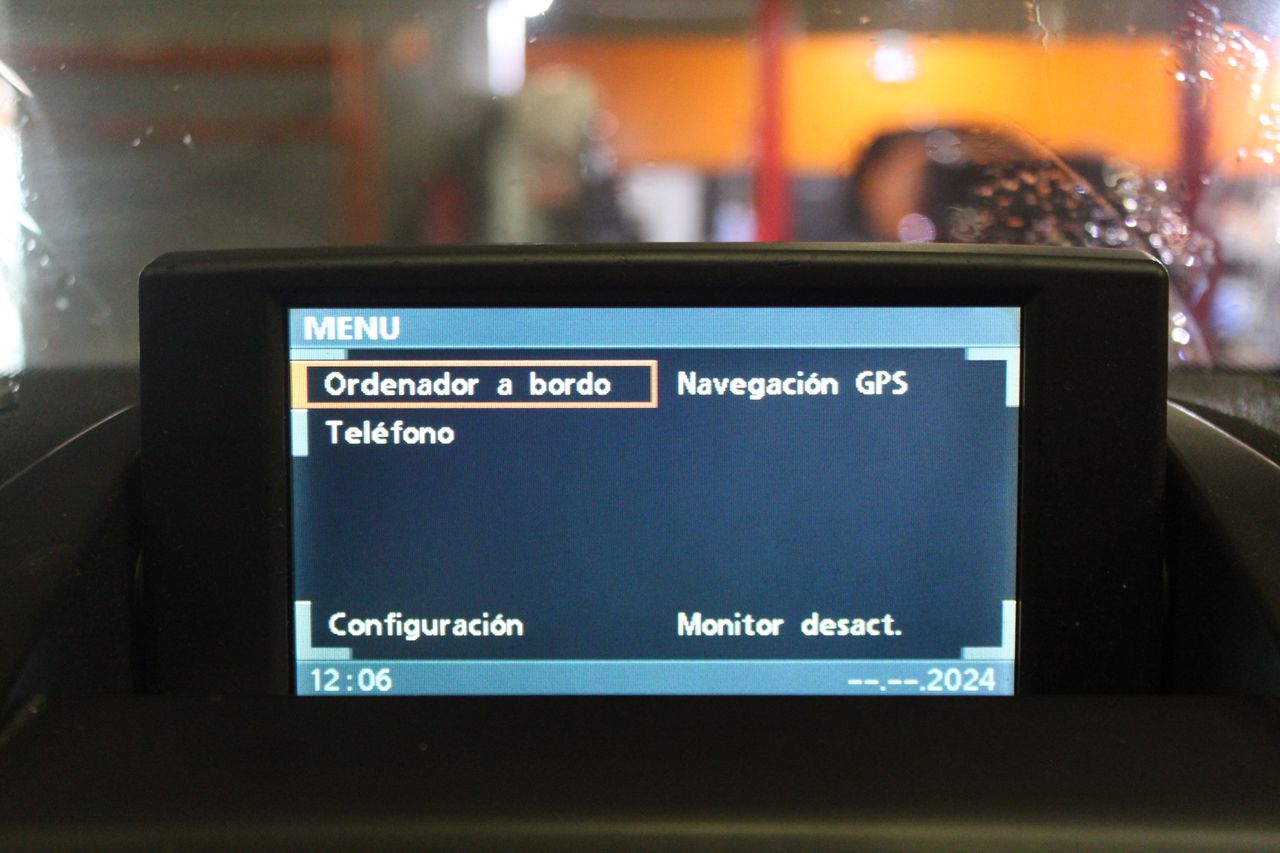 MENU
Ordenador a bordo Navegación GPS
Teléfono
Configuración Monitor desact.
12:06 --.--.2024